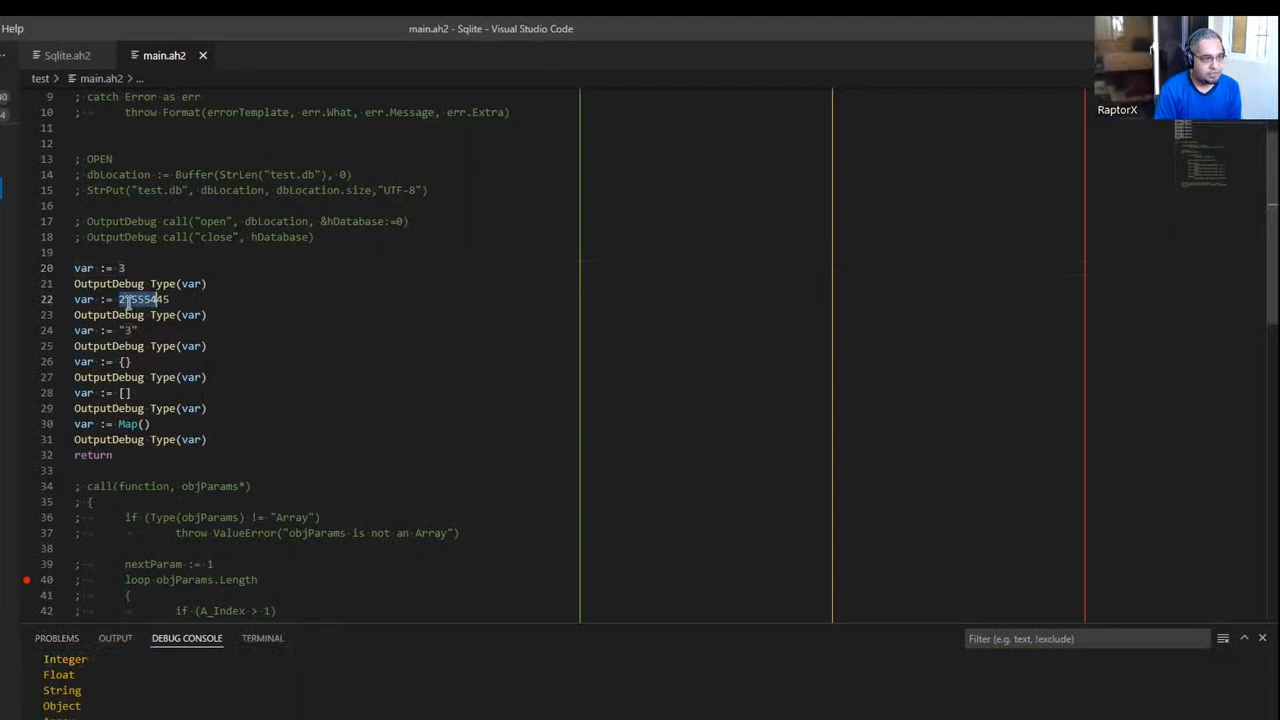 Help
main.ah2 - Sqlite - Visual Studio Code
Sqlite.ah2
main.ah2
test > main.ah2 > ...
RaptorX
9 ; catch Error as err
10 ; throw Format(errorTemplate, err.What, err.Message, err.Extra)
11
12
13 ; OPEN
14 ; dbLocation := Buffer(StrLen("test.db"), 0)
15 ; StrPut("test.db", dbLocation, dbLocation.size,"UTF-8")
16
17 ; OutputDebug call("open", dbLocation, &hDatabase:=0)
18 ; OutputDebug call("close", hDatabase)
19
20 var := 3
21 OutputDebug Type(var)
22 var :=
23 OutputDebug Type(var)
24 var := "3"
25 OutputDebug Type(var)
26 var := {}
27 OutputDebug Type(var)
28 var := []
29 OutputDebug Type(var)
30 var := Map()
31 OutputDebug Type(var)
32 return
33
34 ; call(function, objParams*)
35 ; {
36 ; if (Type(objParams) != "Array")
37 ; throw ValueError("objParams is not an Array")
38
39 ; nextParam := 1
40 ; loop objParams.Length
41 ; {
42 ; if (A_Index > 1)
PROBLEMS OUTPUT DEBUG CONSOLE TERMINAL
Filter (e.g. text, !exclude)
Integer
Float
String
Object